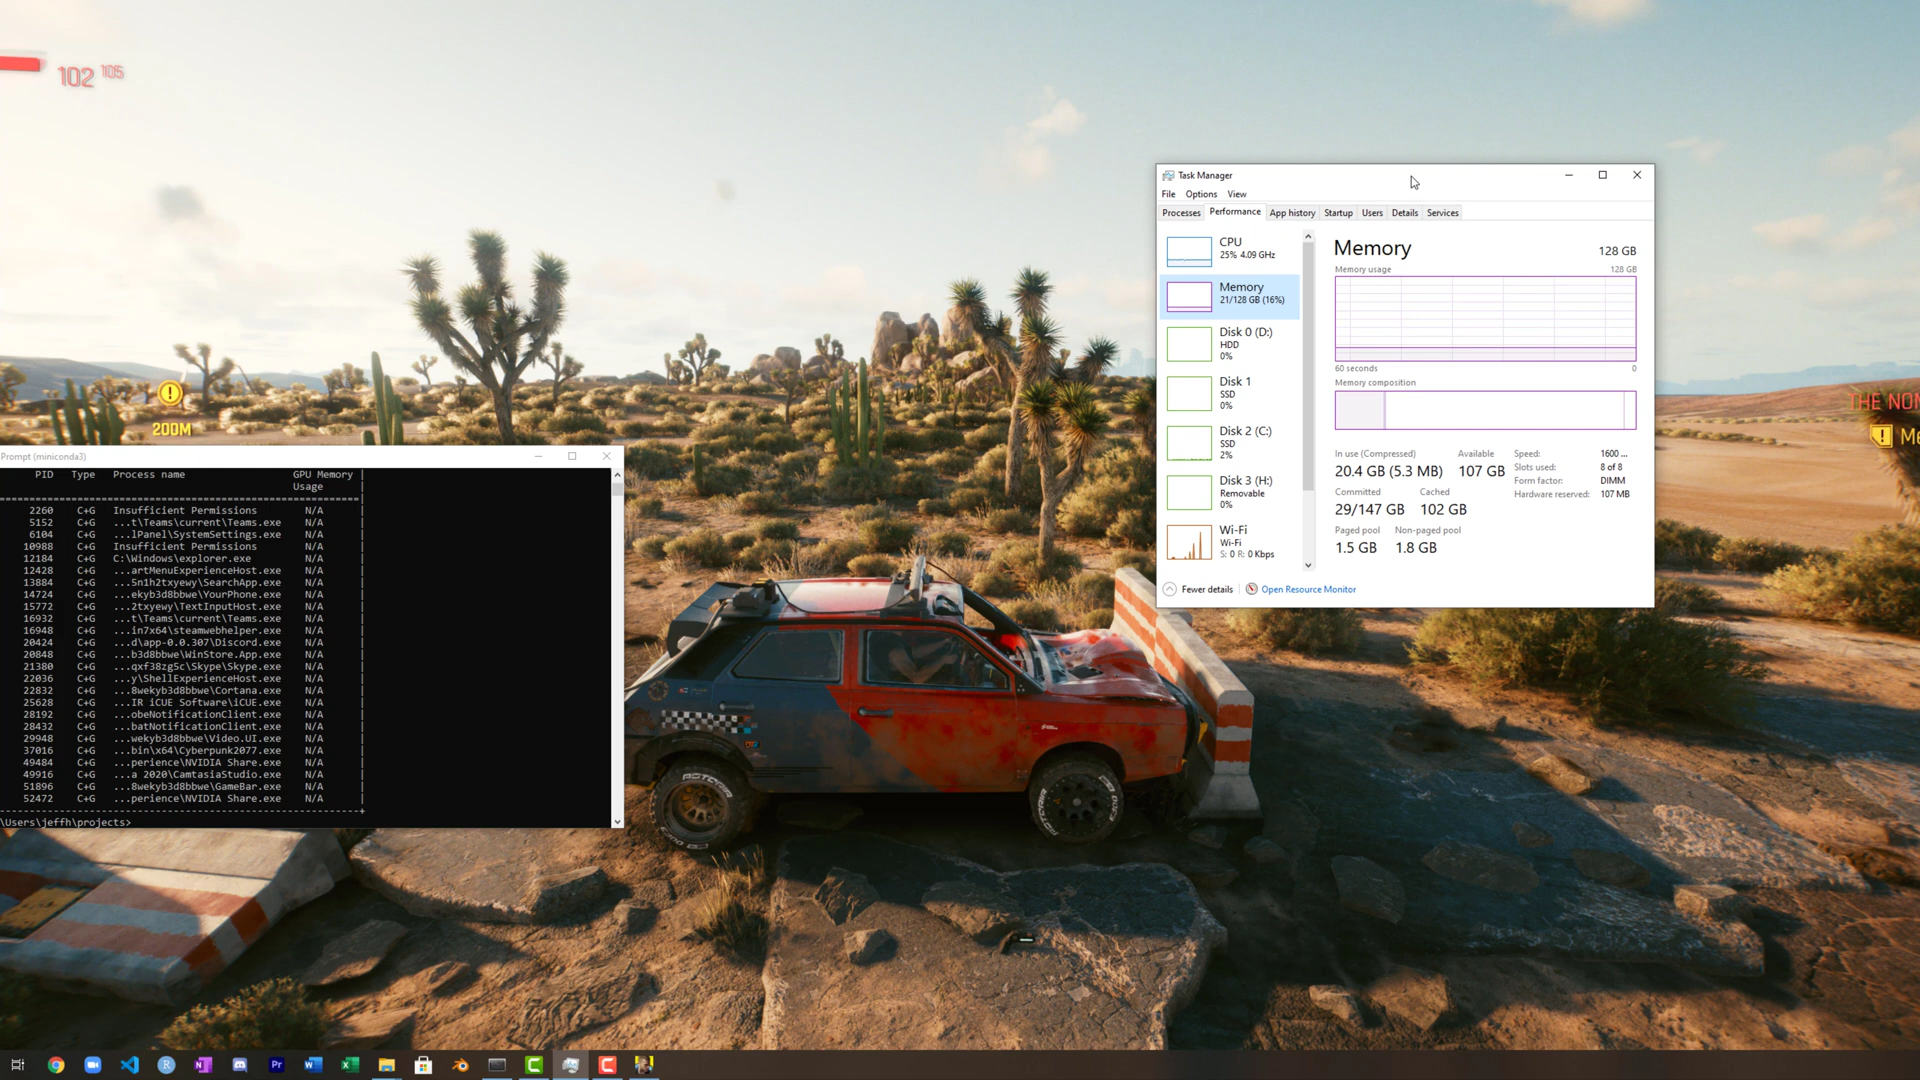 102 105
200M
THE NOM
Me
Prompt (miniconda3)
PID Type Process name GPU Memory |
Usage |
2260 C+G Insufficient Permissions N/A |
5152 C+G ...t\Teams\current\Teams.exe N/A |
6104 C+G ...lPanel\SystemSettings.exe N/A |
10988 C+G Insufficient Permissions N/A |
12184 C+G C:\Windows\explorer.exe N/A |
12428 C+G ...artMenuExperienceHost.exe N/A |
13884 C+G ...5n1h2txyewy\SearchApp.exe N/A |
14724 C+G ...ekyb3d8bbwe\YourPhone.exe N/A |
15772 C+G ...2txyewy\TextInputHost.exe N/A |
16932 C+G ...t\Teams\current\Teams.exe N/A |
16948 C+G ...in7x64\steamwebhelper.exe N/A |
20424 C+G ...d\app-0.0.307\Discord.exe N/A |
20848 C+G ...b3d8bbwe\WinStore.App.exe N/A |
21380 C+G ...qxf38zg5c\Skype\Skype.exe N/A |
22036 C+G ...y\ShellExperienceHost.exe N/A |
22832 C+G ...8wekyb3d8bbwe\Cortana.exe N/A |
25628 C+G ...IR iCUE Software\iCUE.exe N/A |
28192 C+G ...obeNotificationClient.exe N/A |
28432 C+G ...batNotificationClient.exe N/A |
29948 C+G ...wekyb3d8bbwe\Video.UI.exe N/A |
37016 C+G ...bin\x64\Cyberpunk2077.exe N/A |
49484 C+G ...perience\NVIDIA Share.exe N/A |
49916 C+G ...a 2020\CamtasiaStudio.exe N/A |
51896 C+G ...8wekyb3d8bbwe\GameBar.exe N/A |
52472 C+G ...perience\NVIDIA Share.exe N/A |
\Users\jeffh\projects>
Task Manager
File Options View
Processes Performance App history Startup Users Details Services
CPU
25% 4.09 GHz
Memory
21/128 GB (16%)
Disk 0 (D:)
HDD
0%
Disk 1
SSD
0%
Disk 2 (C:)
SSD
2%
Disk 3 (H:)
Removable
0%
Wi-Fi
Wi-Fi
S: 0 R: 0 Kbps
Memory 128 GB
Memory usage 128 GB
60 seconds 0
Memory composition
In use (Compressed) Available
20.4 GB (5.3 MB) 107 GB
Committed Cached
29/147 GB 102 GB
Paged pool Non-paged pool
1.5 GB 1.8 GB
Speed: 1600 ...
Slots used: 8 of 8
Form factor: DIMM
Hardware reserved: 107 MB
Fewer details Open Resource Monitor